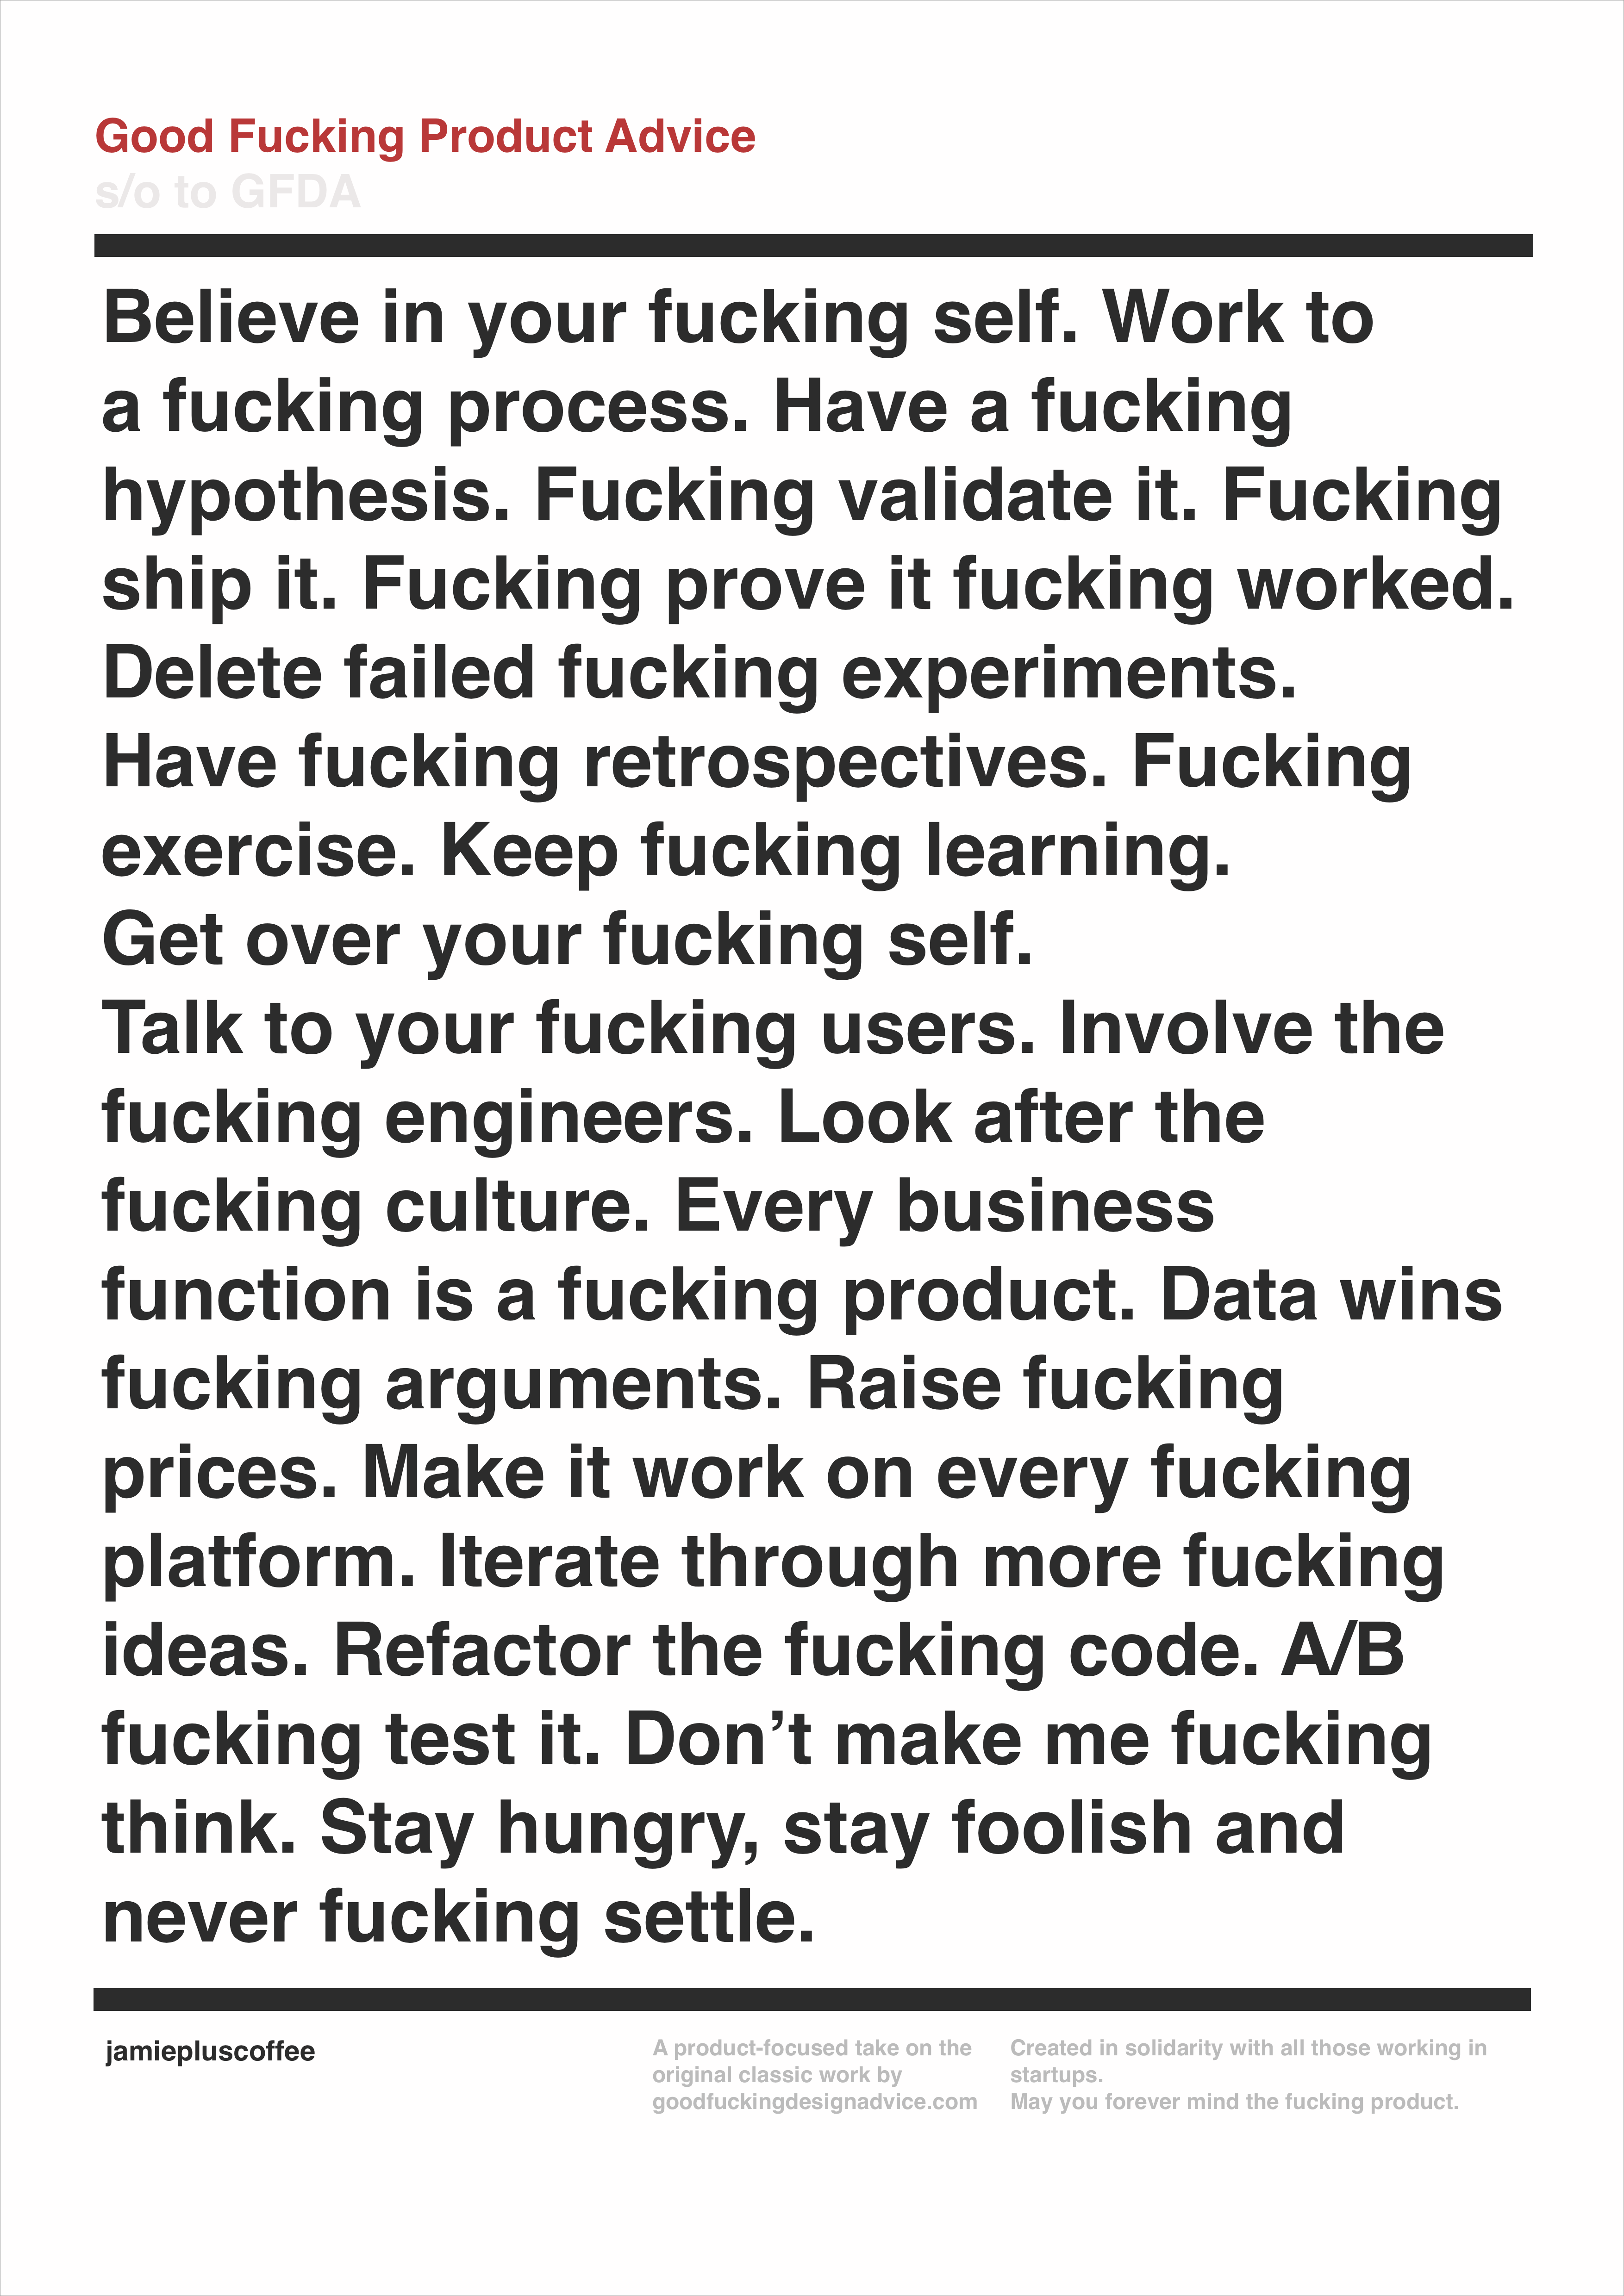 Good Fucking Product Advice
s/o to GFDA
Believe in your fucking self. Work to
a fucking process. Have a fucking
hypothesis. Fucking validate it. Fucking
ship it. Fucking prove it fucking worked.
Delete failed fucking experiments.
Have fucking retrospectives. Fucking
exercise. Keep fucking learning.
Get over your fucking self.
Talk to your fucking users. Involve the
fucking engineers. Look after the
fucking culture. Every business
function is a fucking product. Data wins
fucking arguments. Raise fucking
prices. Make it work on every fucking
platform. Iterate through more fucking
ideas. Refactor the fucking code. A/B
fucking test it. Don’t make me fucking
think. Stay hungry, stay foolish and
never fucking settle.
jamiepluscoffee
A product-focused take on the
original classic work by
goodfuckingdesignadvice.com
Created in solidarity with all those working in
startups.
May you forever mind the fucking product.